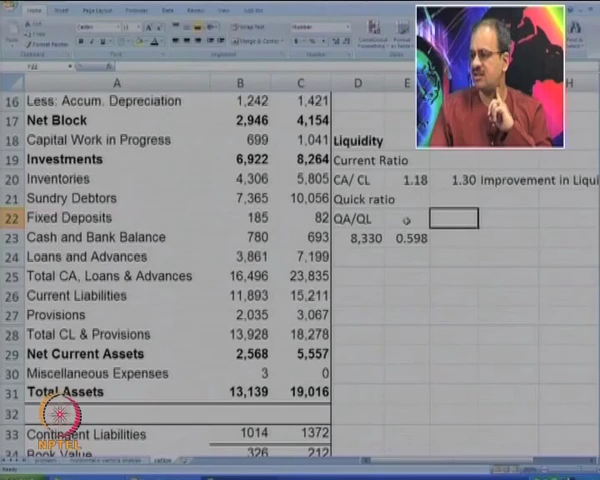 Home
16 Less: Accum. Depreciation 1,242 1,421
17 Net Block 2,946 4,154
18 Capital Work in Progress 699 1,041 Liquidity
19 Investments 6,922 8,264 Current Ratio
20 Inventories 4,306 5,805 CA/ CL 1.18 1.30 Improvement in Liqui
21 Sundry Debtors 7,365 10,056 Quick ratio
22 Fixed Deposits 185 82 QA/QL
23 Cash and Bank Balance 780 693 8,330 0.598
24 Loans and Advances 3,861 7,199
25 Total CA, Loans & Advances 16,496 23,835
26 Current Liabilities 11,893 15,211
27 Provisions 2,035 3,067
28 Total CL & Provisions 13,928 18,278
29 Net Current Assets 2,568 5,557
30 Miscellaneous Expenses 3 0
31 Total Assets 13,139 19,016
32
33 Contingent Liabilities 1014 1372
34 Book Value 326 212
A B C D E H
NPTEL